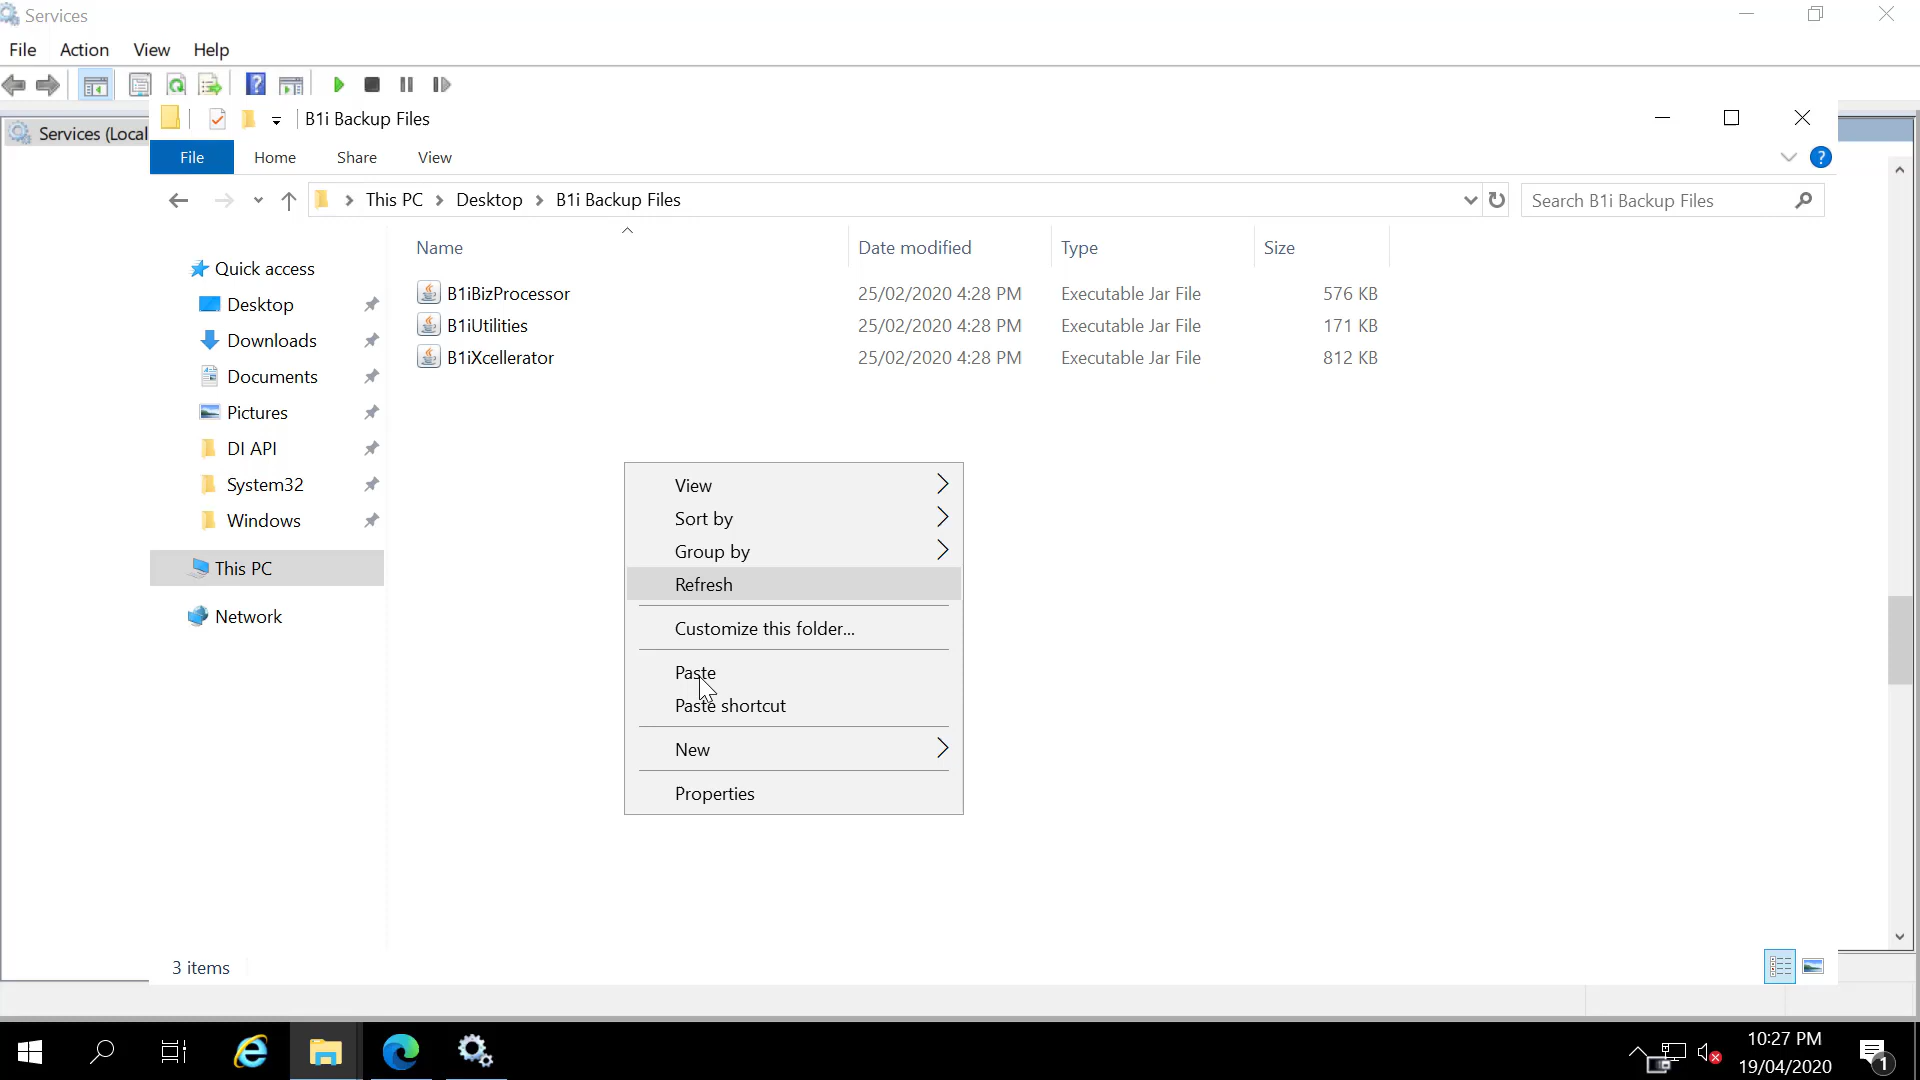 Services
File Action View Help
B1i Backup Files
Services (Local
File Home Share View
This PC Desktop B1i Backup Files
Search B1i Backup Files
Name Date modified Type Size
Quick access
Desktop
Downloads
Documents
Pictures
DI API
System32
Windows
This PC
Network
B1iBizProcessor 25/02/2020 4:28 PM Executable Jar File 576 KB
B1iUtilities 25/02/2020 4:28 PM Executable Jar File 171 KB
B1iXcellerator 25/02/2020 4:28 PM Executable Jar File 812 KB
View
Sort by
Group by
Refresh
Customize this folder...
Paste
Paste shortcut
New
Properties
3 items
10:27 PM
19/04/2020
1